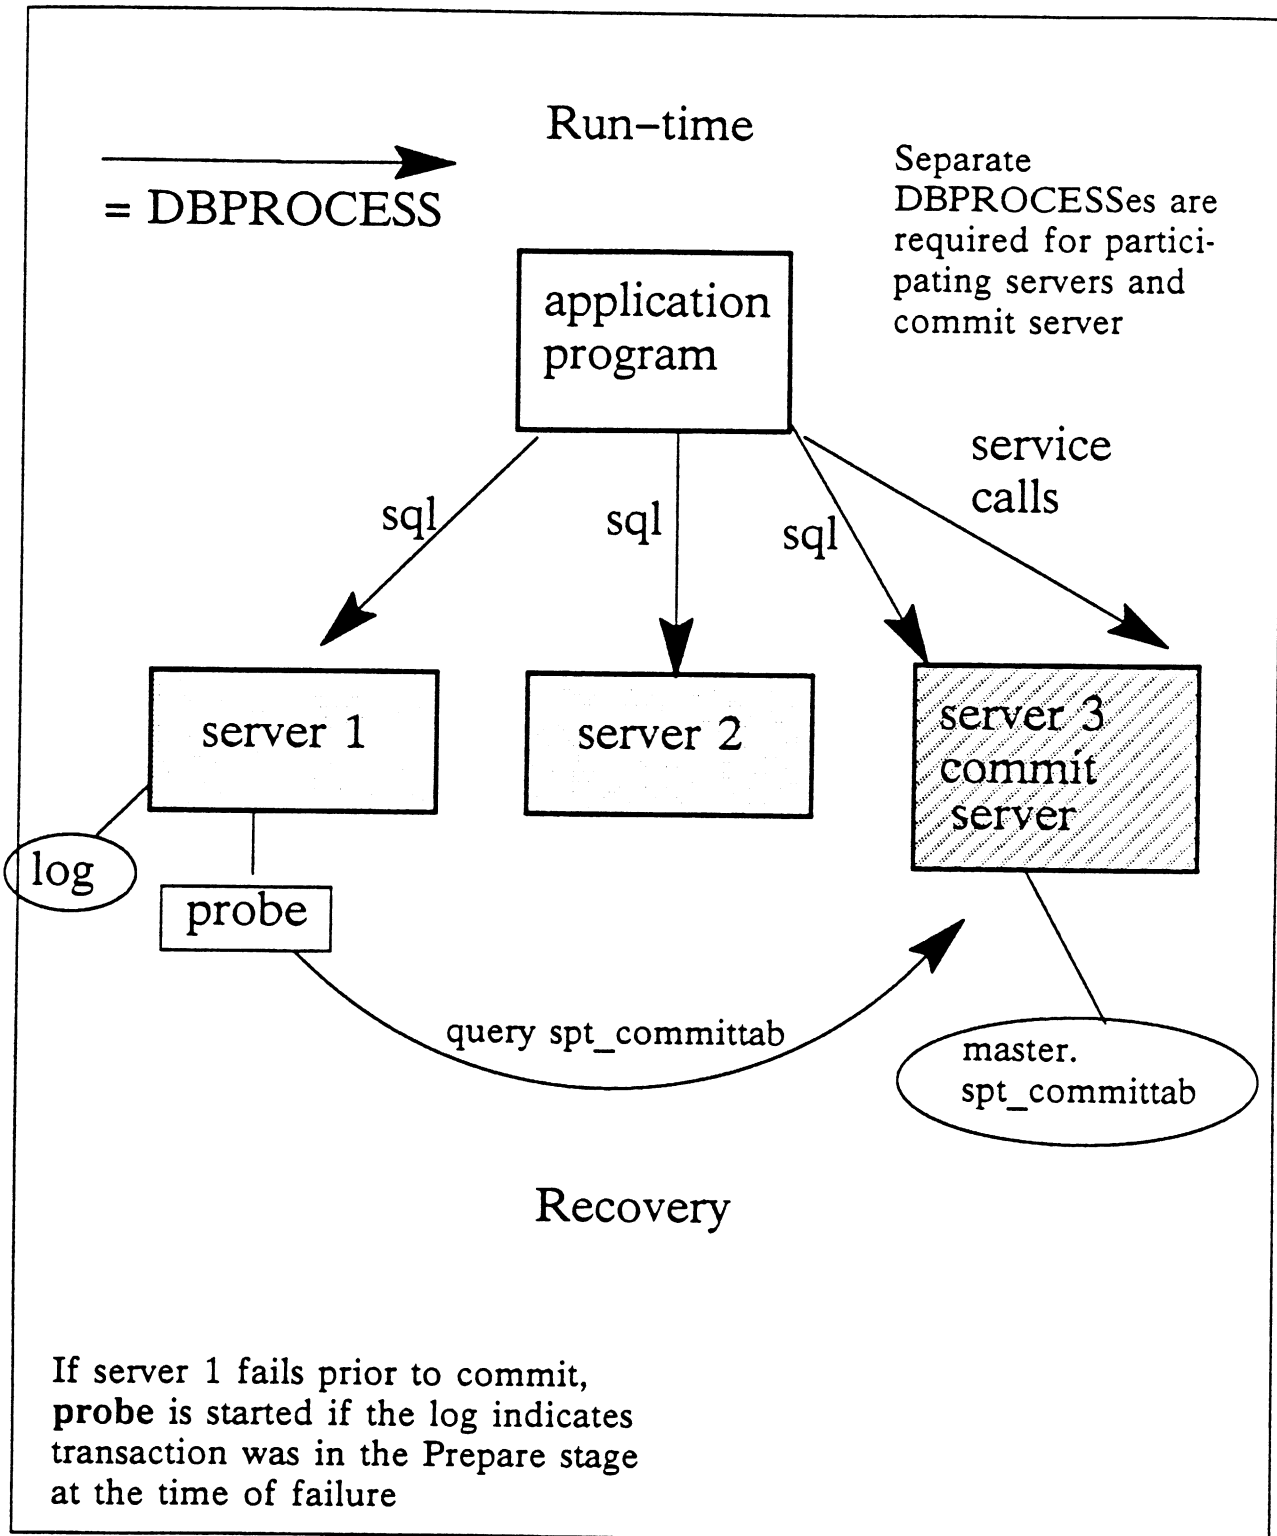 Run-time
= DBPROCESS
Separate
DBPROCESSes are
required for partici-
pating servers and
commit server
application
program
service
calls
sql
sql
sql
server 1
server 2
server 3
commit
server
log
probe
query spt_committab
master.
spt_committab
Recovery
If server 1 fails prior to commit,
probe is started if the log indicates
transaction was in the Prepare stage
at the time of failure